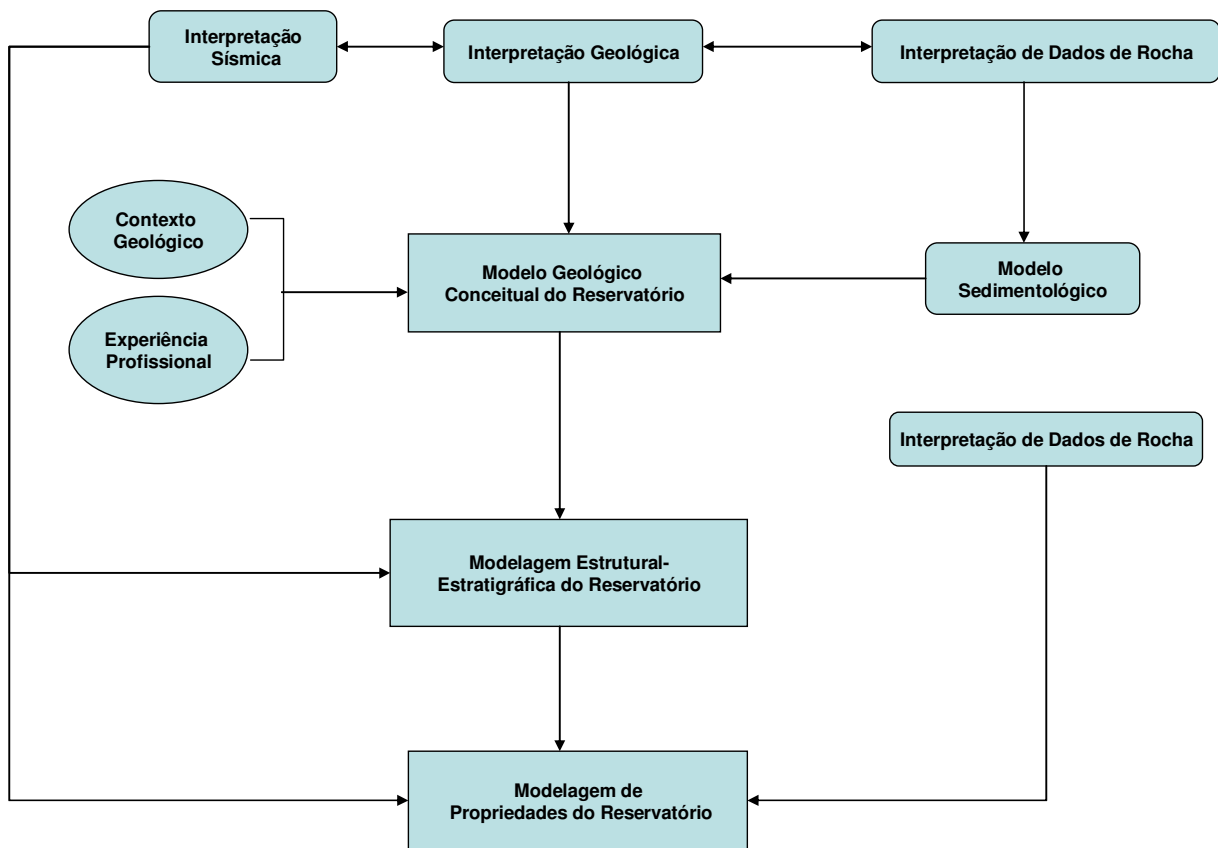 Interpretação
Sísmica
Interpretação Geológica
Interpretação de Dados de Rocha
Contexto
Geológico
Experiência
Profissional
Modelo Geológico
Conceitual do Reservatório
Modelo
Sedimentológico
Interpretação de Dados de Rocha
Modelagem Estrutural-
Estratigráfica do Reservatório
Modelagem de
Propriedades do Reservatório